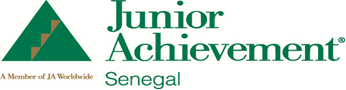 Junior
Achievement®
A Member of JA Worldwide
Senegal